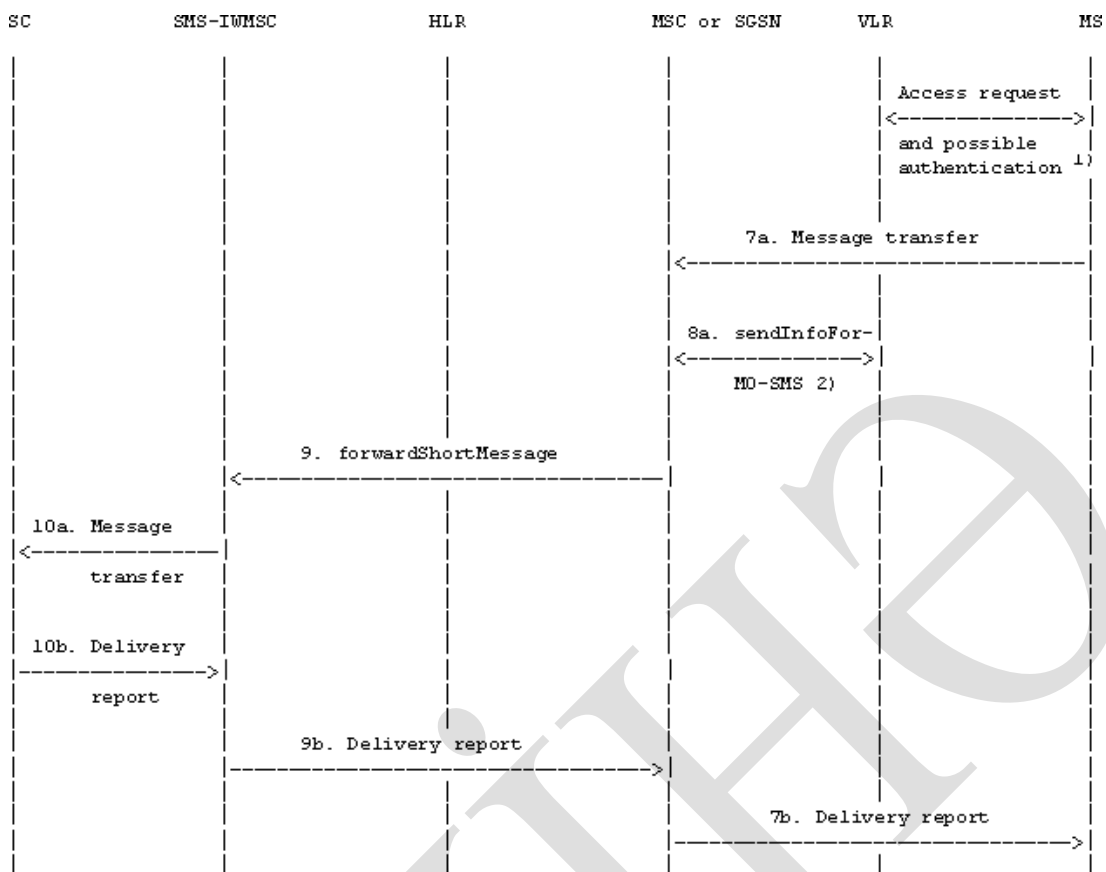 SC SMS-IWMSC HLR MSC or SGSN VLR MS
Access request
<--------------->
and possible
authentication 1)
7a. Message transfer
<-----------------------------------
8a. sendInfoFor-
<--------------->
MO-SMS 2)
9. forwardShortMessage
<-----------------------------------
10a. Message
<----------------
transfer
10b. Delivery
---------------->
report
9b. Delivery report
----------------------------------->
7b. Delivery report
----------------------------------->